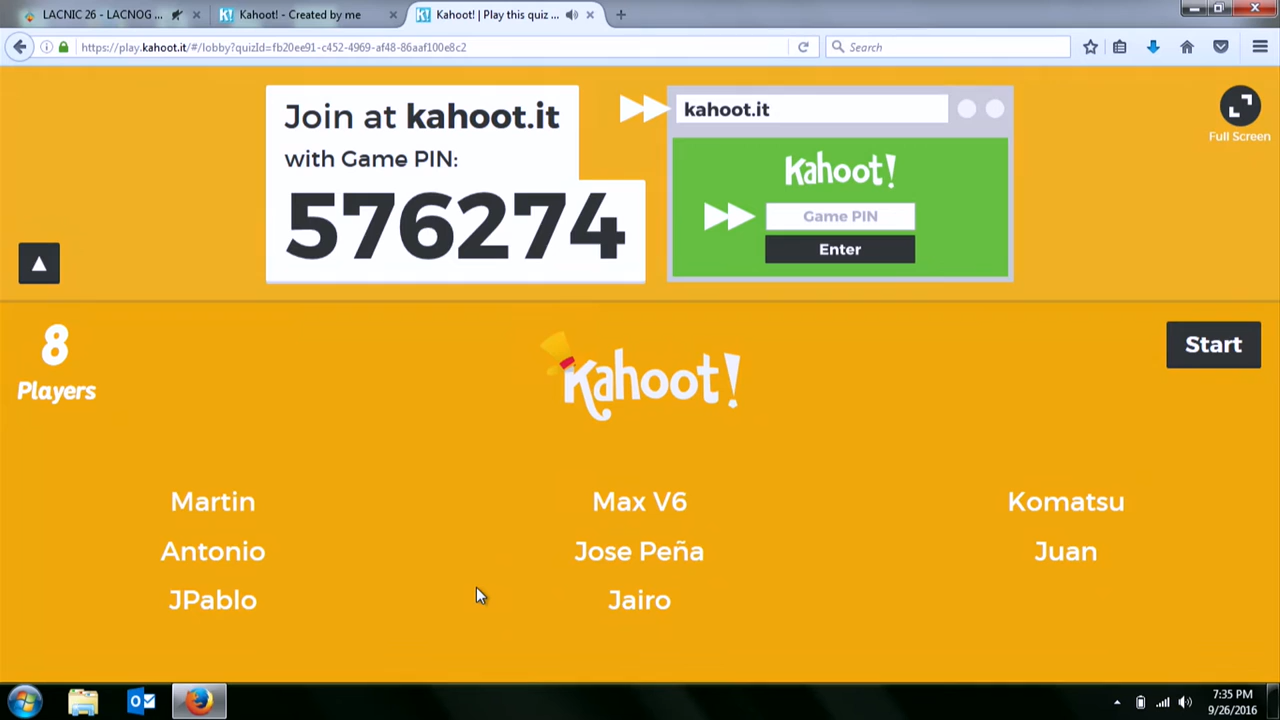 LACNIC 26 - LACNOG ...
Kahoot! - Created by me
Kahoot! | Play this quiz ...
https://play.kahoot.it/#/lobby?quizId=fb20ee91-c452-4969-af48-86aaf100e8c2
Search
Join at kahoot.it
with Game PIN:
576274
kahoot.it
Kahoot!
Game PIN
Enter
Full Screen
8
Players
Kahoot!
Start
Martin
Max V6
Komatsu
Antonio
Jose Peña
Juan
JPablo
Jairo
7:35 PM
9/26/2016